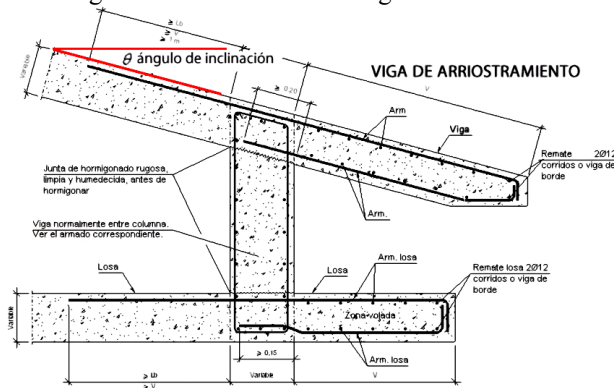 ≥ Lb
≥ V
≥ 1 m
Variable
θ ángulo de inclinación
VIGA DE ARRIOSTRAMIENTO
V
≥ 0,20
Arm
Viga
Remate 2Ø12
corridos o viga de
borde
Junta de hormigonado rugosa,
limpia y humedecida, antes de
hormigonar
Arm.
Viga normalmente entre columna.
Ver el armado correspondiente.
Losa
Losa
Arm. losa
Remate losa 2Ø12
corridos o viga de
borde
Variable
Zona volada
≥ 0,15
Arm. losa
≥ Lb
≥ V
Variable
V